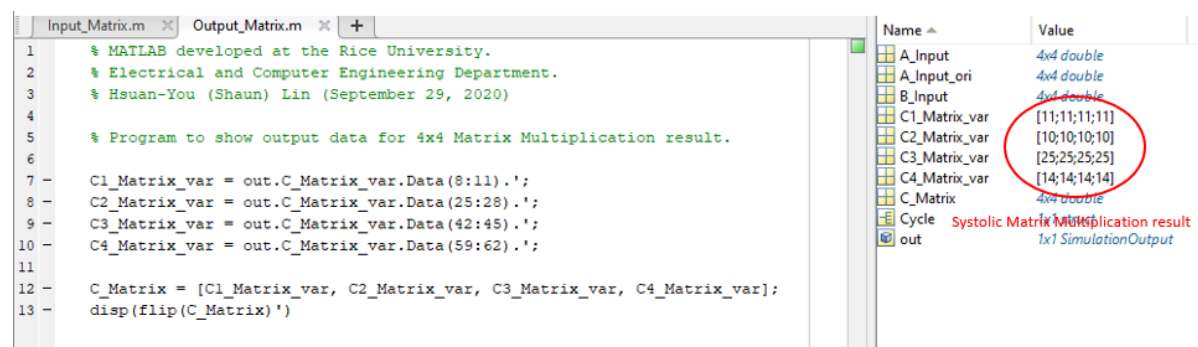 Input_Matrix.m × Output_Matrix.m × +
1 % MATLAB developed at the Rice University.
2 % Electrical and Computer Engineering Department.
3 % Hsuan-You (Shaun) Lin (September 29, 2020)
4
5 % Program to show output data for 4x4 Matrix Multiplication result.
6
7 - C1_Matrix_var = out.C_Matrix_var.Data(8:11).';
8 - C2_Matrix_var = out.C_Matrix_var.Data(25:28).';
9 - C3_Matrix_var = out.C_Matrix_var.Data(42:45).';
10 - C4_Matrix_var = out.C_Matrix_var.Data(59:62).';
11
12 - C_Matrix = [C1_Matrix_var, C2_Matrix_var, C3_Matrix_var, C4_Matrix_var];
13 - disp(flip(C_Matrix)')
Name Value
A_Input 4x4 double
A_Input_ori 4x4 double
B_Input 4x4 double
C1_Matrix_var [11;11;11;11]
C2_Matrix_var [10;10;10;10]
C3_Matrix_var [25;25;25;25]
C4_Matrix_var [14;14;14;14]
C_Matrix 4x4 double
Cycle 1x1 struct
Systolic Matrix Multiplication result
out 1x1 SimulationOutput